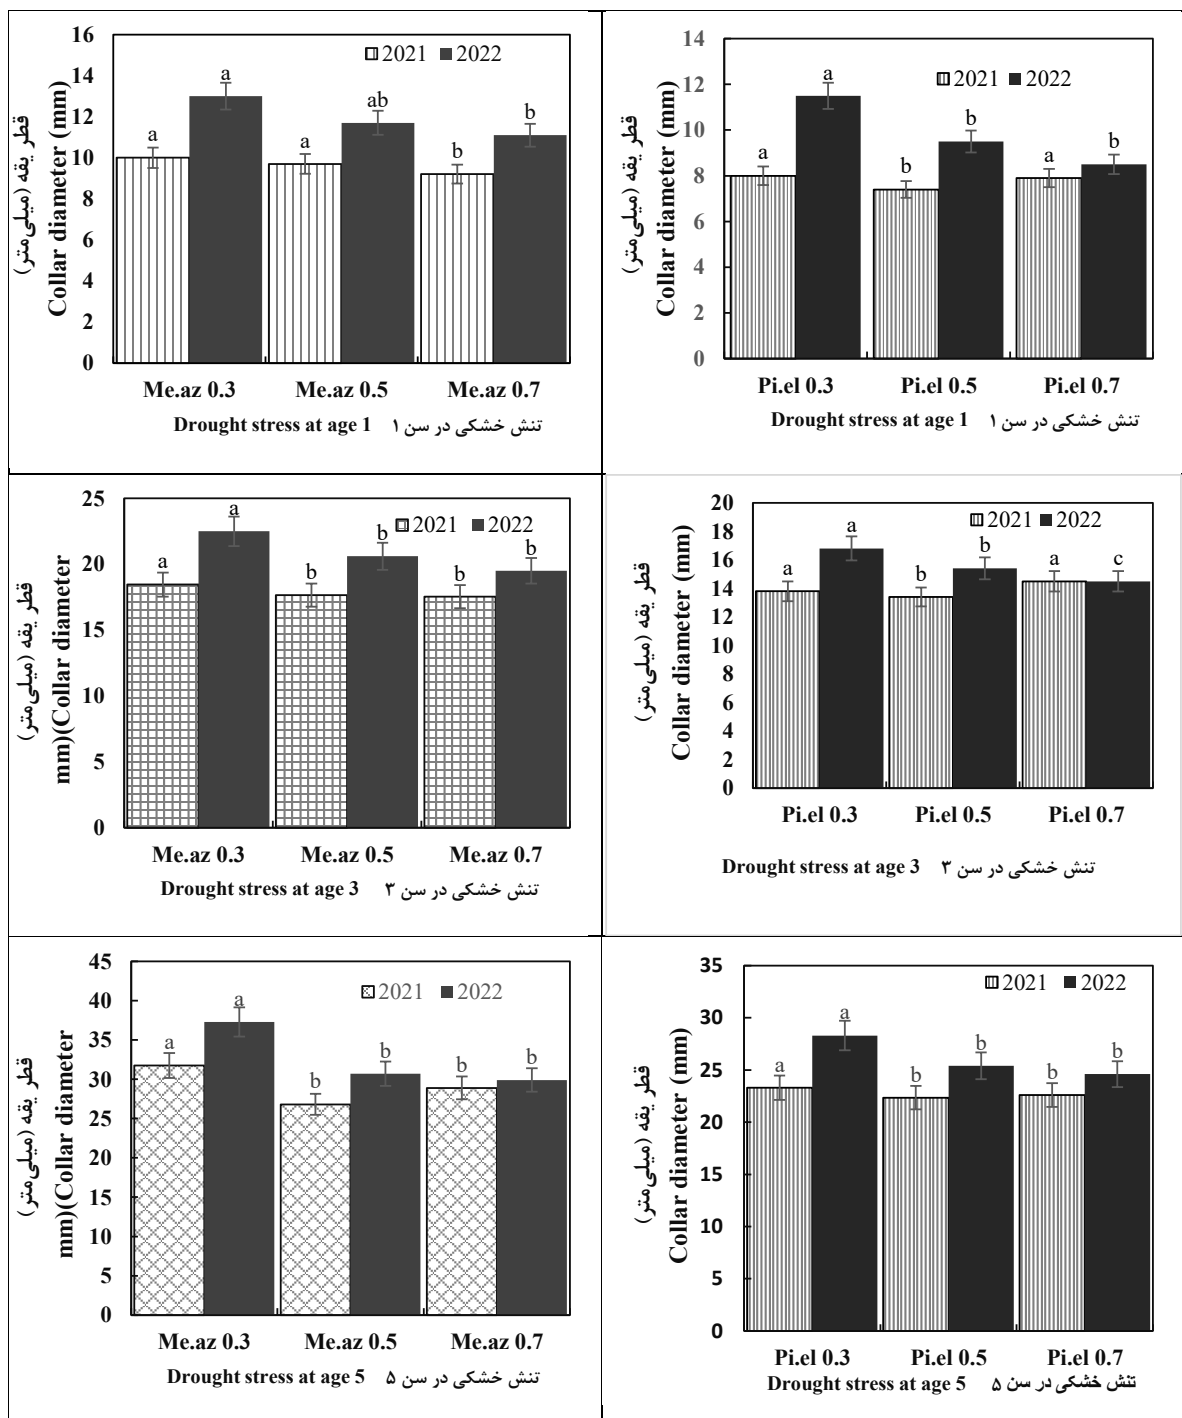 قطر یقه (میلی‌متر)
Collar diameter (mm)
16
14
12
10
8
6
4
2
0
2021 2022
a a a ab b b
Me.az 0.3 Me.az 0.5 Me.az 0.7
Drought stress at age 1 تنش خشکی در سن ۱
قطر یقه (میلی‌متر)
Collar diameter (mm)
14
12
10
8
6
4
2
0
2021 2022
a a b b a b
Pi.el 0.3 Pi.el 0.5 Pi.el 0.7
Drought stress at age 1 تنش خشکی در سن ۱
قطر یقه (میلی‌متر)
mm)(Collar diameter
25
20
15
10
5
0
2021 2022
a a b b b b
Me.az 0.3 Me.az 0.5 Me.az 0.7
Drought stress at age 3 تنش خشکی در سن ۳
قطر یقه (میلی‌متر)
Collar diameter (mm)
20
18
16
14
12
10
8
6
4
2
0
2021 2022
a a b b a c
Pi.el 0.3 Pi.el 0.5 Pi.el 0.7
Drought stress at age 3 تنش خشکی در سن ۳
قطر یقه (میلی‌متر)
mm)(Collar diameter
45
40
35
30
25
20
15
10
5
0
2021 2022
a a b b b b
Me.az 0.3 Me.az 0.5 Me.az 0.7
Drought stress at age 5 تنش خشکی در سن ۵
قطر یقه (میلی‌متر)
Collar diameter (mm)
35
30
25
20
15
10
5
0
2021 2022
a a b b b b
Pi.el 0.3 Pi.el 0.5 Pi.el 0.7
Drought stress at age 5 تنش خشکی در سن ۵